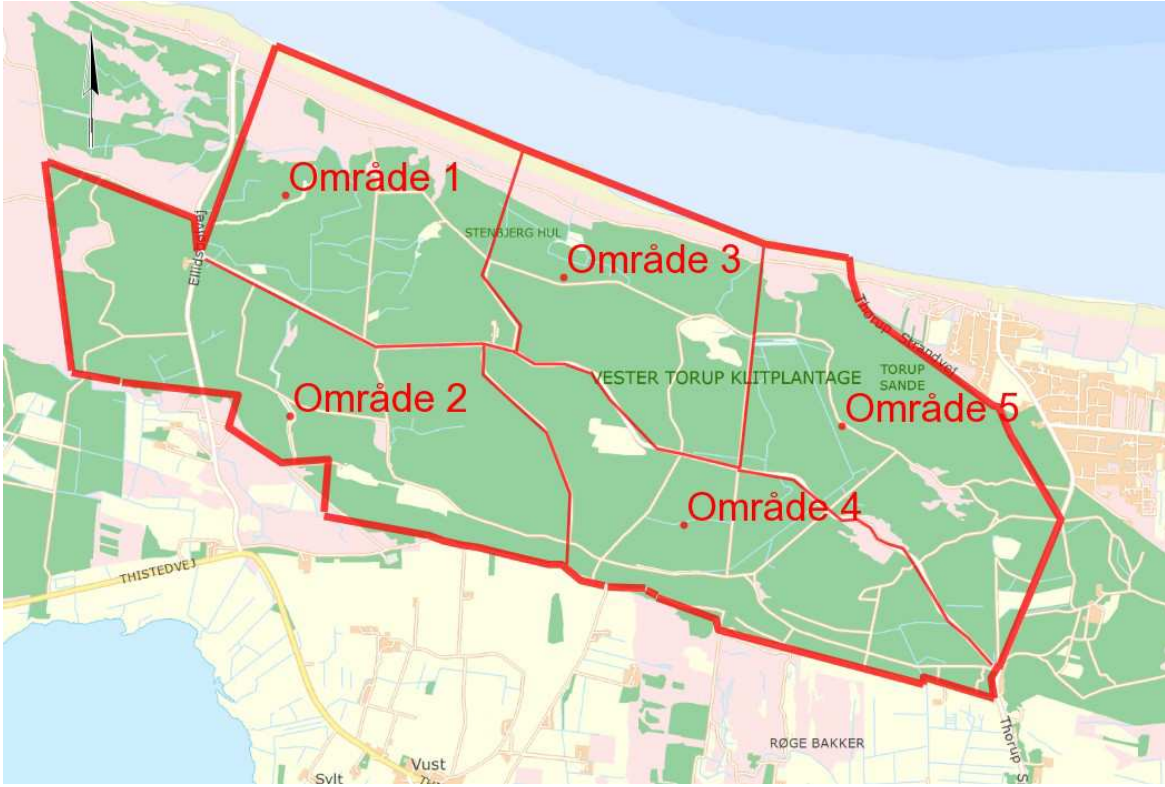 Område 1
Ellidsbølvej
STENBJERG HUL
Område 3
Thorup Strandvej
VESTER TORUP KLITPLANTAGE
TORUP
SANDE
Område 2
Område 5
Område 4
THISTEDVEJ
RØGE BAKKER
Thorup S
Vust
Sylt